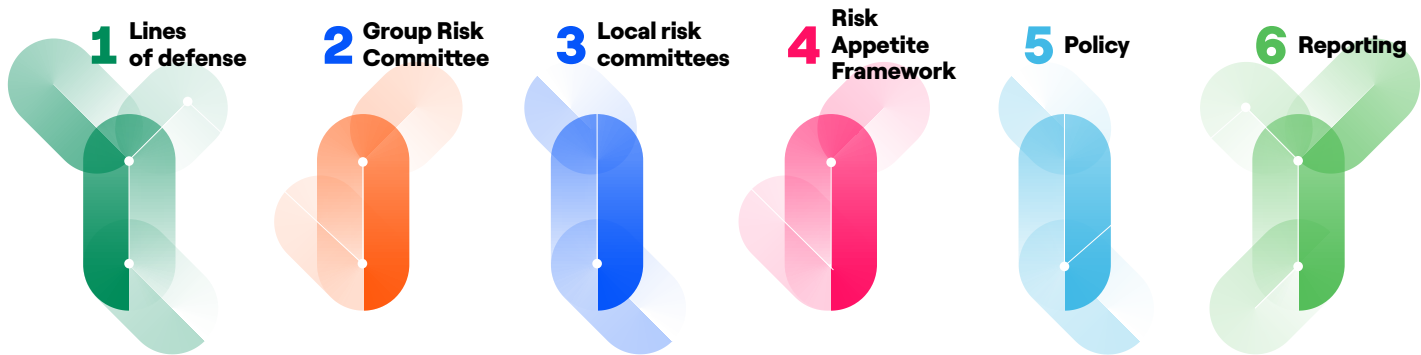 1 Lines
of defense
2 Group Risk
Committee
3 Local risk
committees
4 Risk
Appetite
Framework
5 Policy
6 Reporting